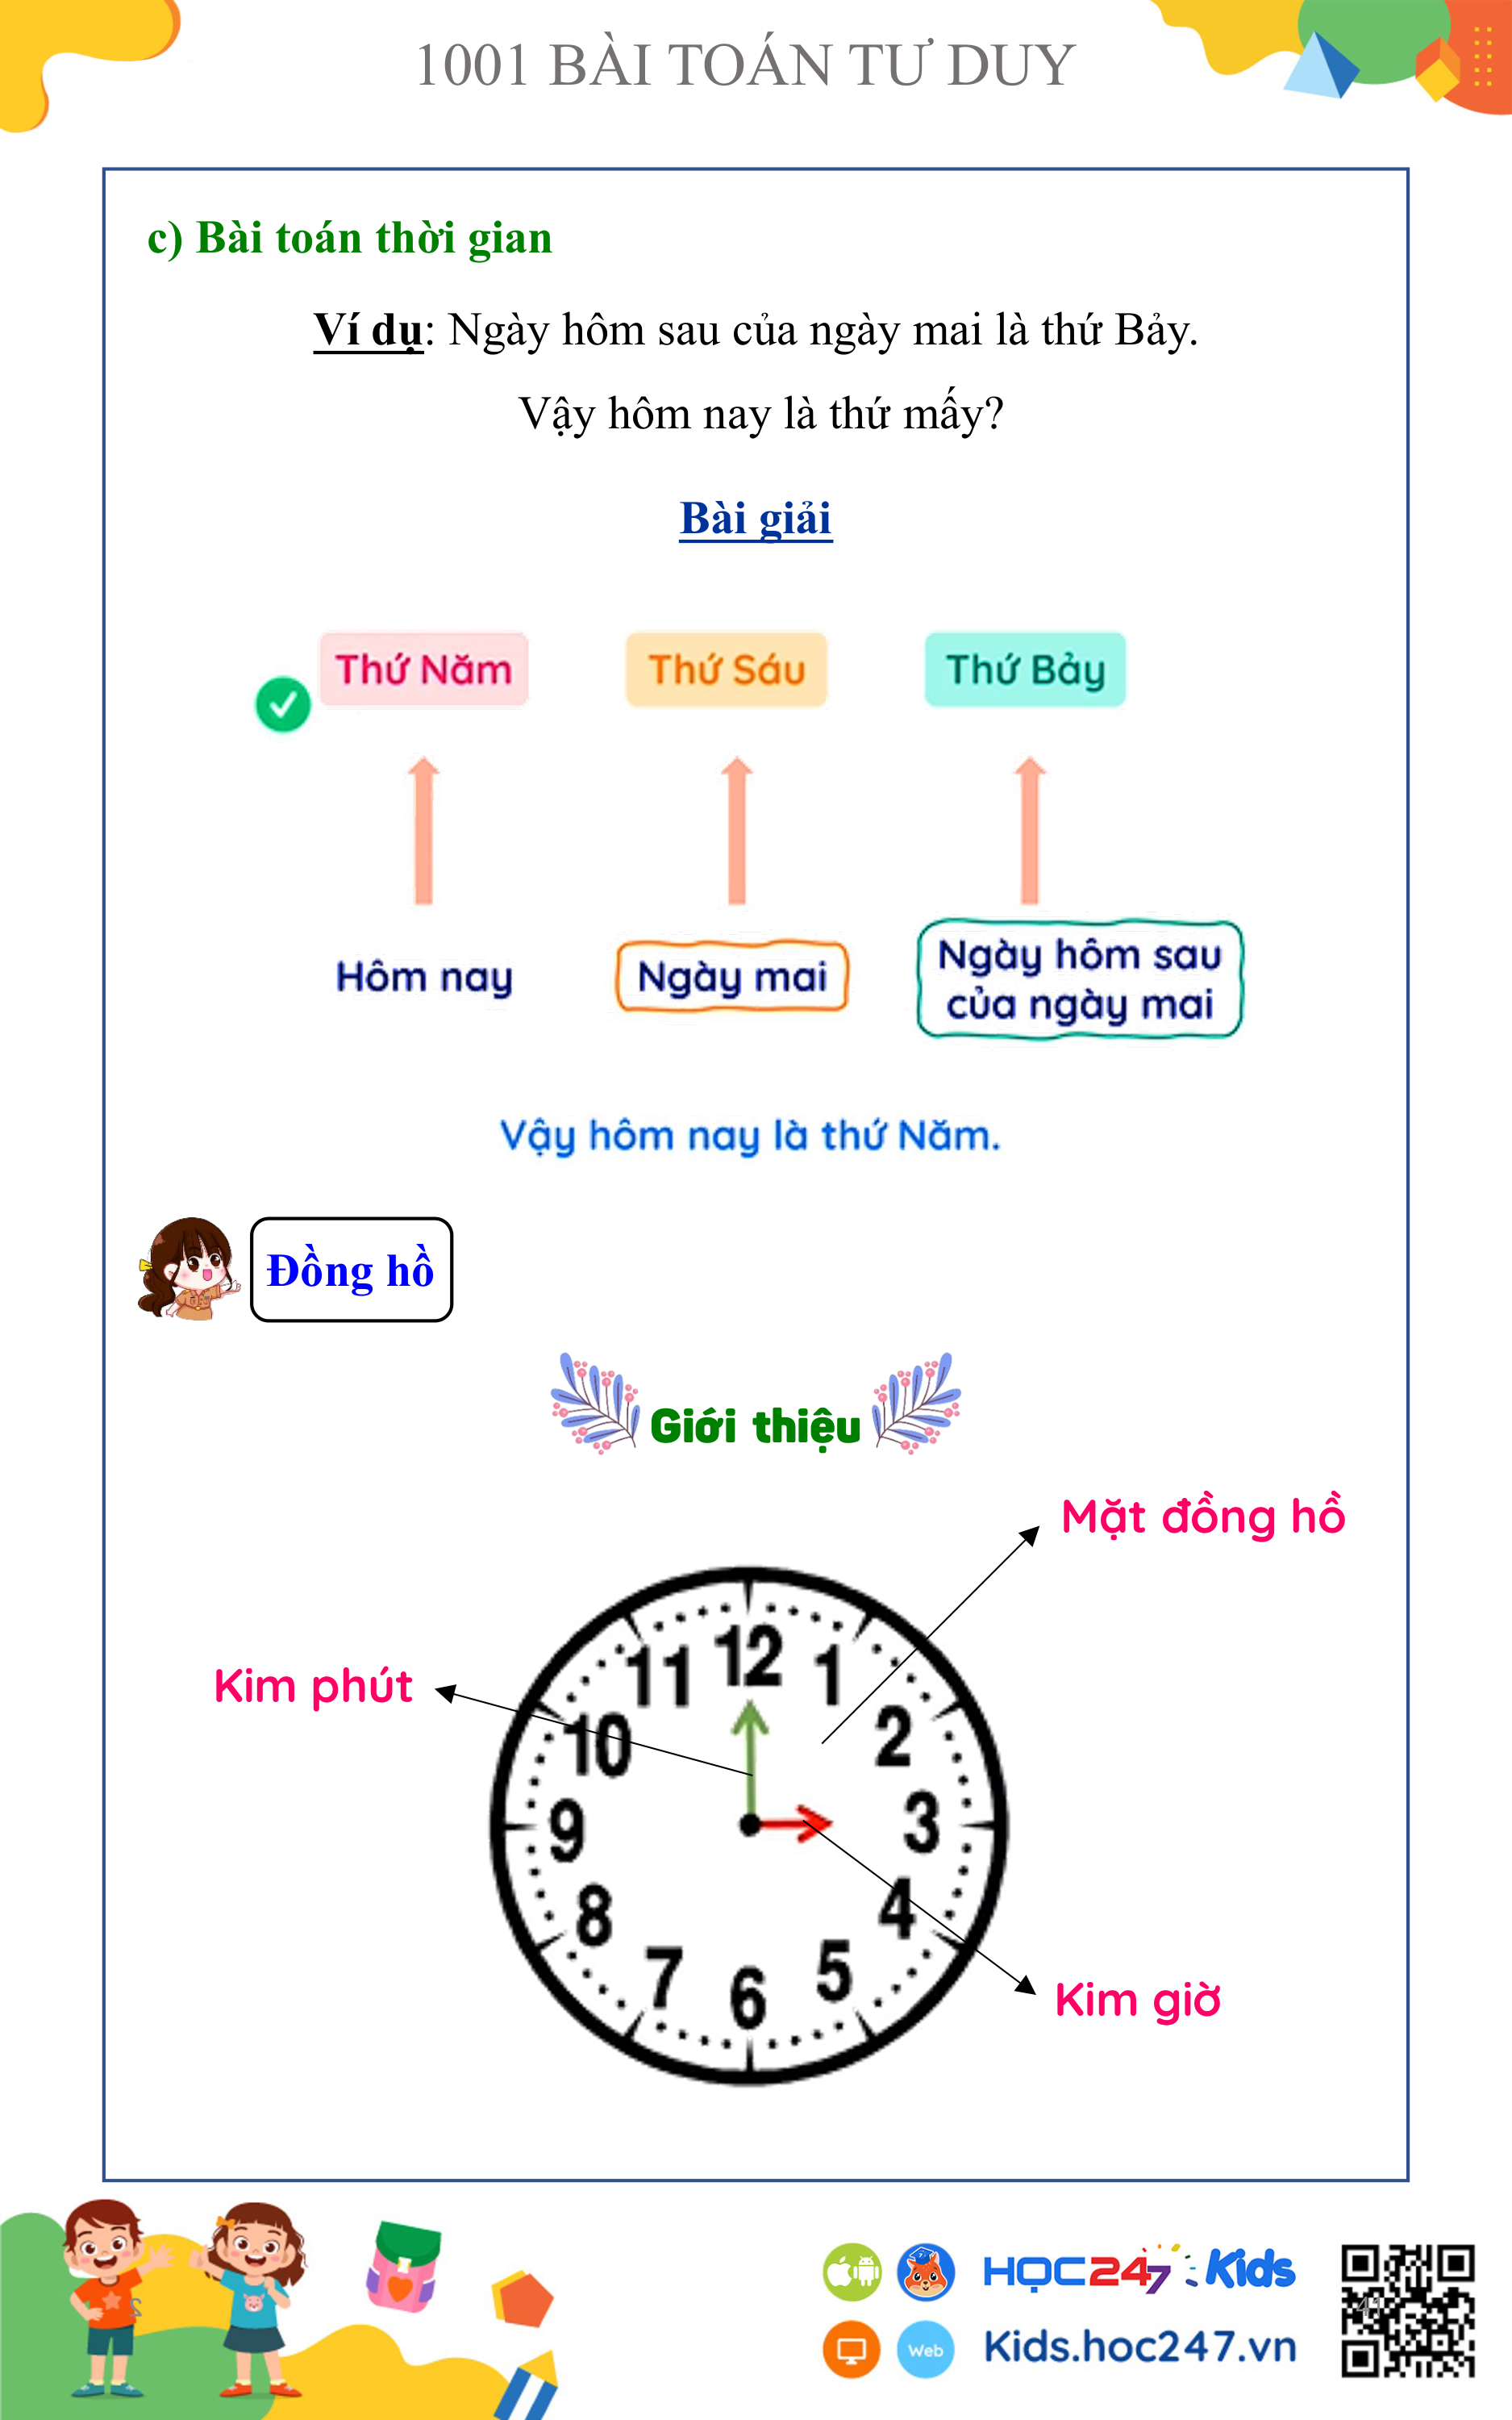 1001 BÀI TOÁN TƯ DUY
c) Bài toán thời gian
Ví dụ: Ngày hôm sau của ngày mai là thứ Bảy.
Vậy hôm nay là thứ mấy?
Bài giải
Thứ Năm Thứ Sáu Thứ Bảy
Hôm nay Ngày mai Ngày hôm sau
của ngày mai
Vậy hôm nay là thứ Năm.
Đồng hồ
Giới thiệu
Mặt đồng hồ
Kim phút
12
11 1
10 2
9 3
8 4
7 5
6
Kim giờ
HỌC247 Kids
2
41
Web
Kids.hoc247.vn